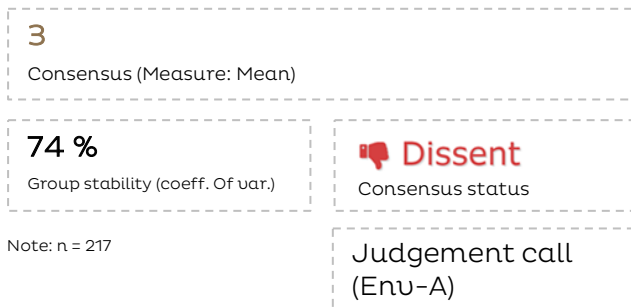 3
Consensus (Measure: Mean)
74 %
Group stability (coeff. Of var.)
Dissent
Consensus status
Note: n = 217
Judgement call
(Env-A)